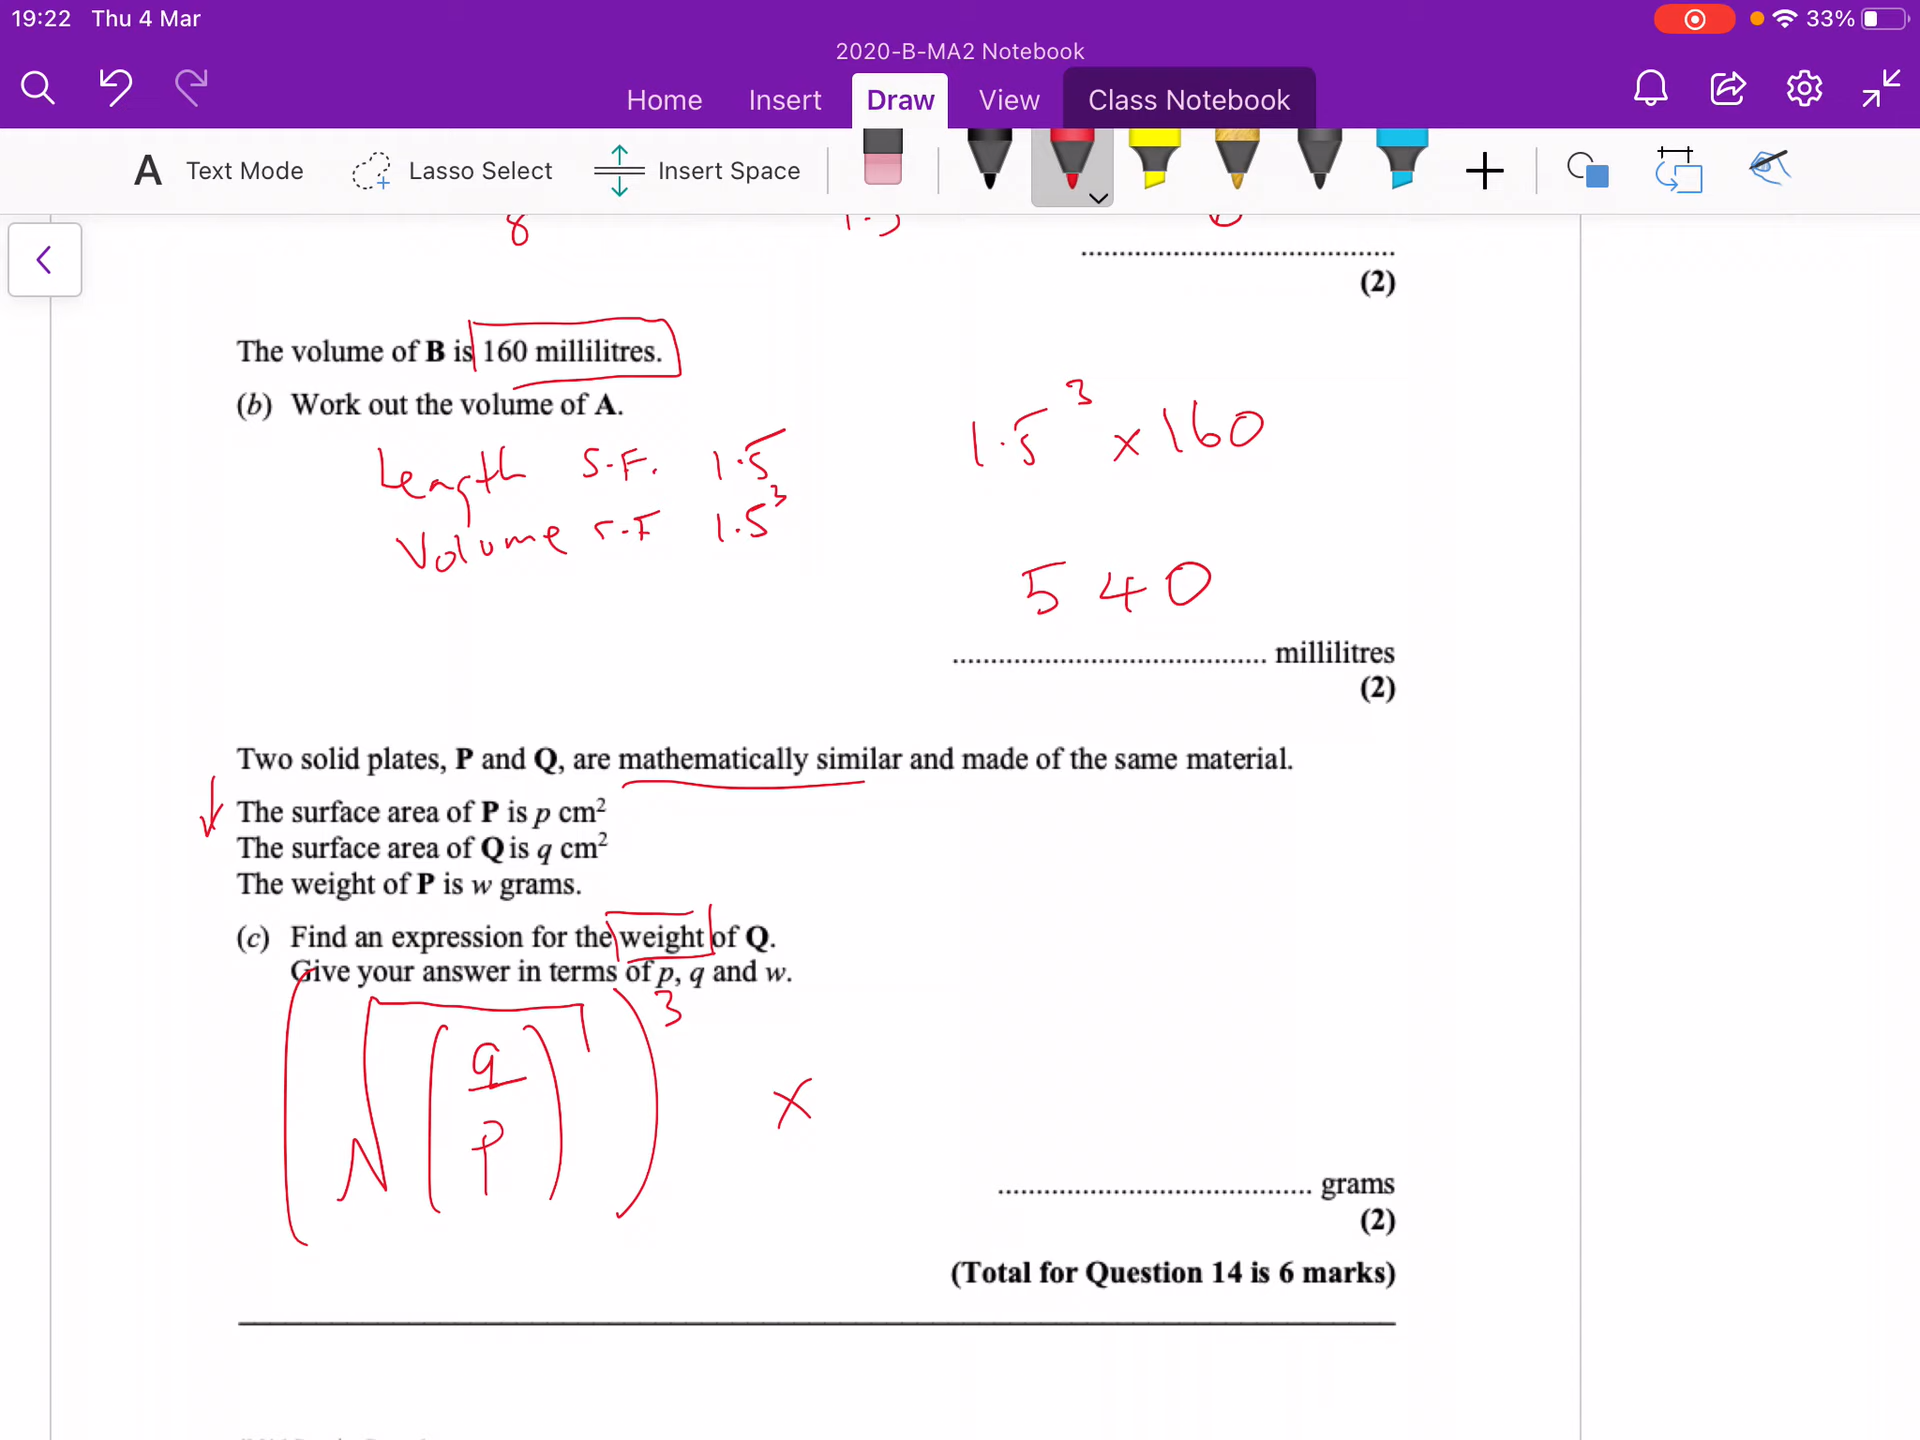 19:22 Thu 4 Mar
33%
2020-B-MA2 Notebook
Home Insert Draw View Class Notebook
A Text Mode Lasso Select Insert Space
8 1.5
(2)
The volume of B is 160 millilitres.
(b) Work out the volume of A.
Length S.F. 1.5
Volume S.F 1.5³
1.5³ x 160
540
millilitres
(2)
Two solid plates, P and Q, are mathematically similar and made of the same material.
The surface area of P is p cm²
The surface area of Q is q cm²
The weight of P is w grams.
(c) Find an expression for the weight of Q.
Give your answer in terms of p, q and w.
(√(q/p))³ x
grams
(2)
(Total for Question 14 is 6 marks)